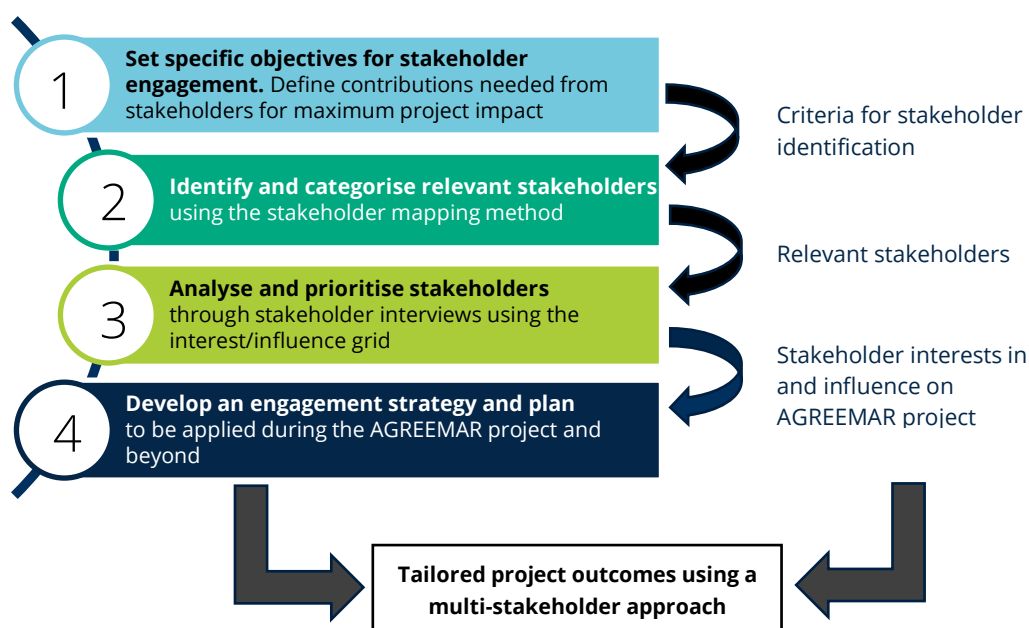 1
Set specific objectives for stakeholder
engagement. Define contributions needed from
stakeholders for maximum project impact
Criteria for stakeholder
identification
2
Identify and categorise relevant stakeholders
using the stakeholder mapping method
Relevant stakeholders
3
Analyse and prioritise stakeholders
through stakeholder interviews using the
interest/influence grid
Stakeholder interests in
and influence on
AGREEMAR project
4
Develop an engagement strategy and plan
to be applied during the AGREEMAR project and
beyond
Tailored project outcomes using a
multi-stakeholder approach